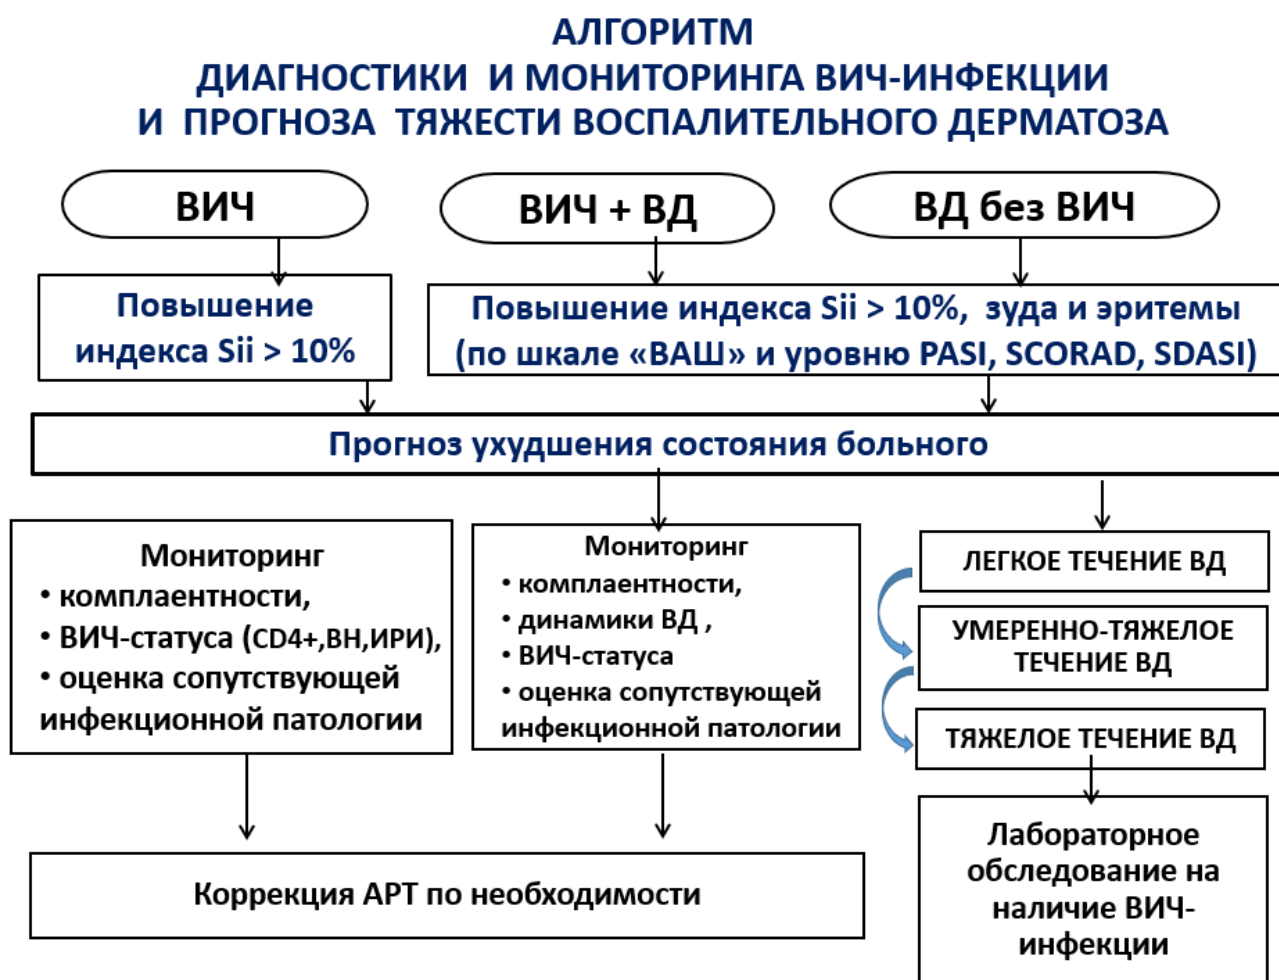 АЛГОРИТМ
ДИАГНОСТИКИ И МОНИТОРИНГА ВИЧ-ИНФЕКЦИИ
И ПРОГНОЗА ТЯЖЕСТИ ВОСПАЛИТЕЛЬНОГО ДЕРМАТОЗА
ВИЧ
ВИЧ + ВД
ВД без ВИЧ
Повышение
индекса Sii > 10%
Повышение индекса Sii > 10%, зуда и эритемы
(по шкале «ВАШ» и уровню PASI, SCORAD, SDASI)
Прогноз ухудшения состояния больного
Мониторинг
• комплаентности,
• ВИЧ-статуса (CD4+,ВН,ИРИ),
• оценка сопутствующей
инфекционной патологии
Мониторинг
• комплаентности,
• динамики ВД ,
• ВИЧ-статуса
• оценка сопутствующей
инфекционной патологии
ЛЕГКОЕ ТЕЧЕНИЕ ВД
УМЕРЕННО-ТЯЖЕЛОЕ
ТЕЧЕНИЕ ВД
ТЯЖЕЛОЕ ТЕЧЕНИЕ ВД
Коррекция АРТ по необходимости
Лабораторное
обследование на
наличие ВИЧ-
инфекции